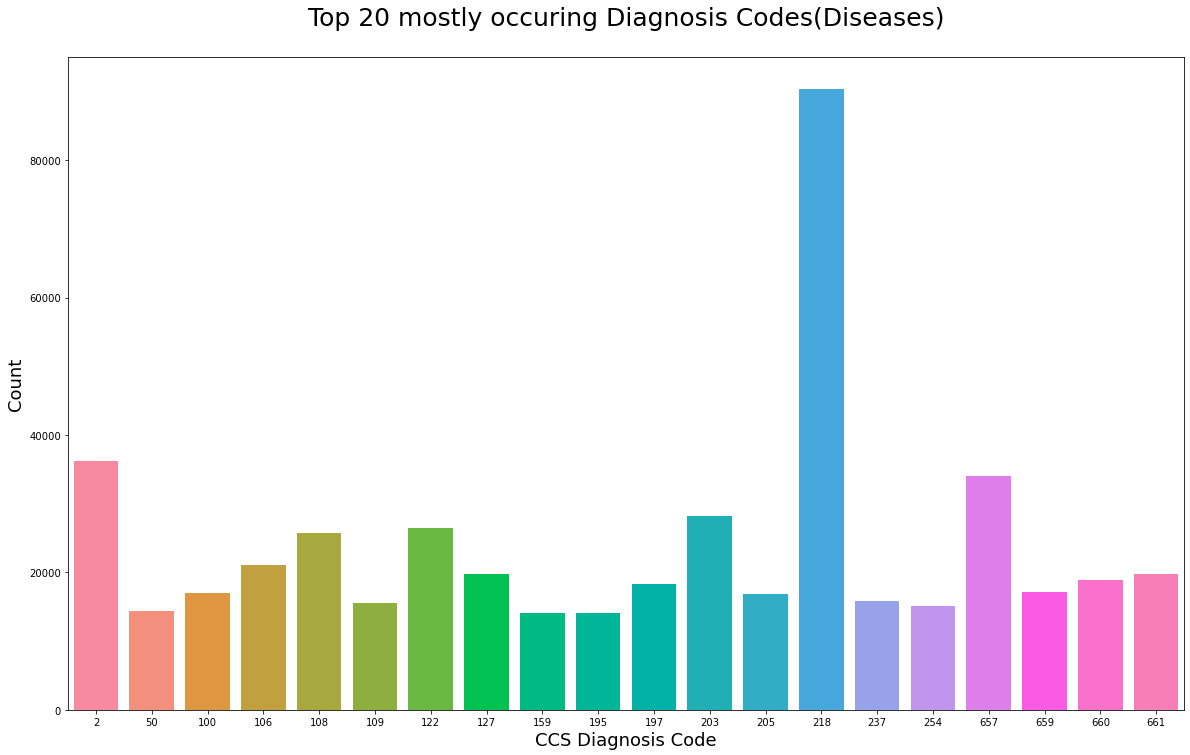 Top 20 mostly occuring Diagnosis Codes(Diseases)
Count
80000
60000
40000
20000
0
2 50 100 106 108 109 122 127 159 195 197 203 205 218 237 254 657 659 660 661
CCS Diagnosis Code